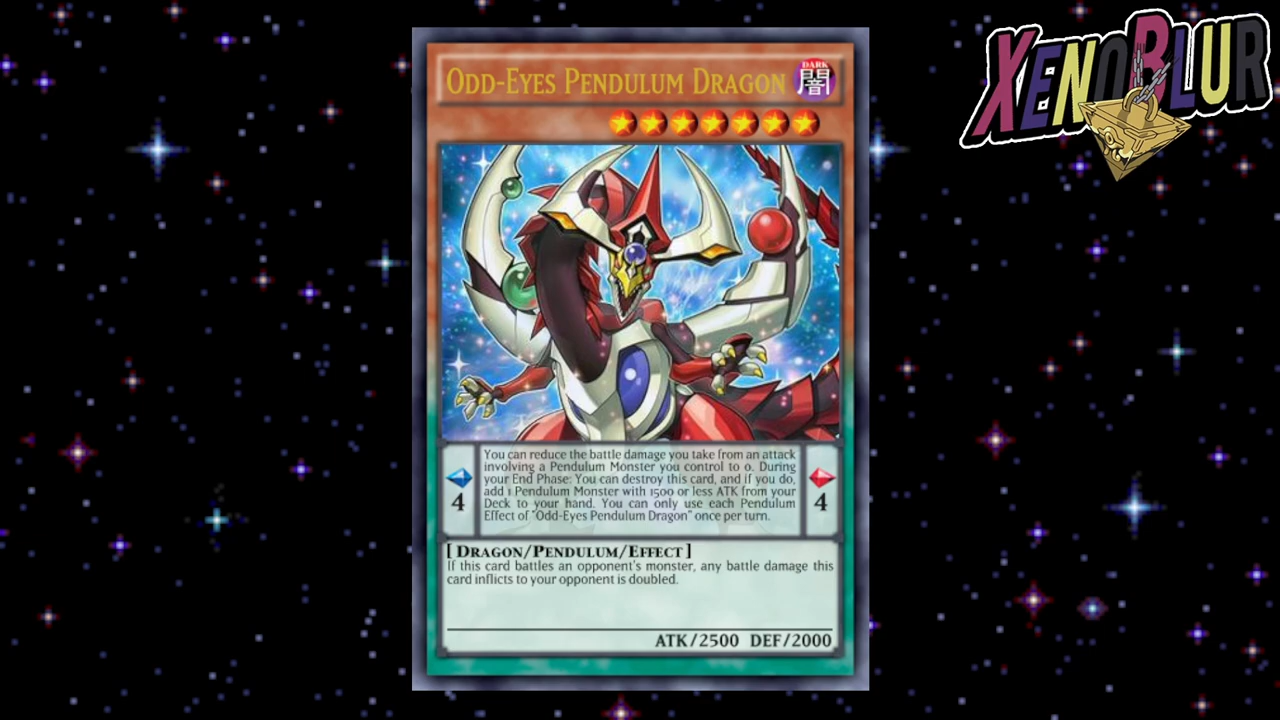 XENOBLUR
ODD-EYES PENDULUM DRAGON
DARK
闇
You can reduce the battle damage you take from an attack
involving a Pendulum Monster you control to 0. During
your End Phase: You can destroy this card, and if you do,
add 1 Pendulum Monster with 1500 or less ATK from your
Deck to your hand. You can only use each Pendulum
Effect of "Odd-Eyes Pendulum Dragon" once per turn.
4
4
[ DRAGON/PENDULUM/EFFECT ]
If this card battles an opponent's monster, any battle damage this
card inflicts to your opponent is doubled.
ATK/2500 DEF/2000